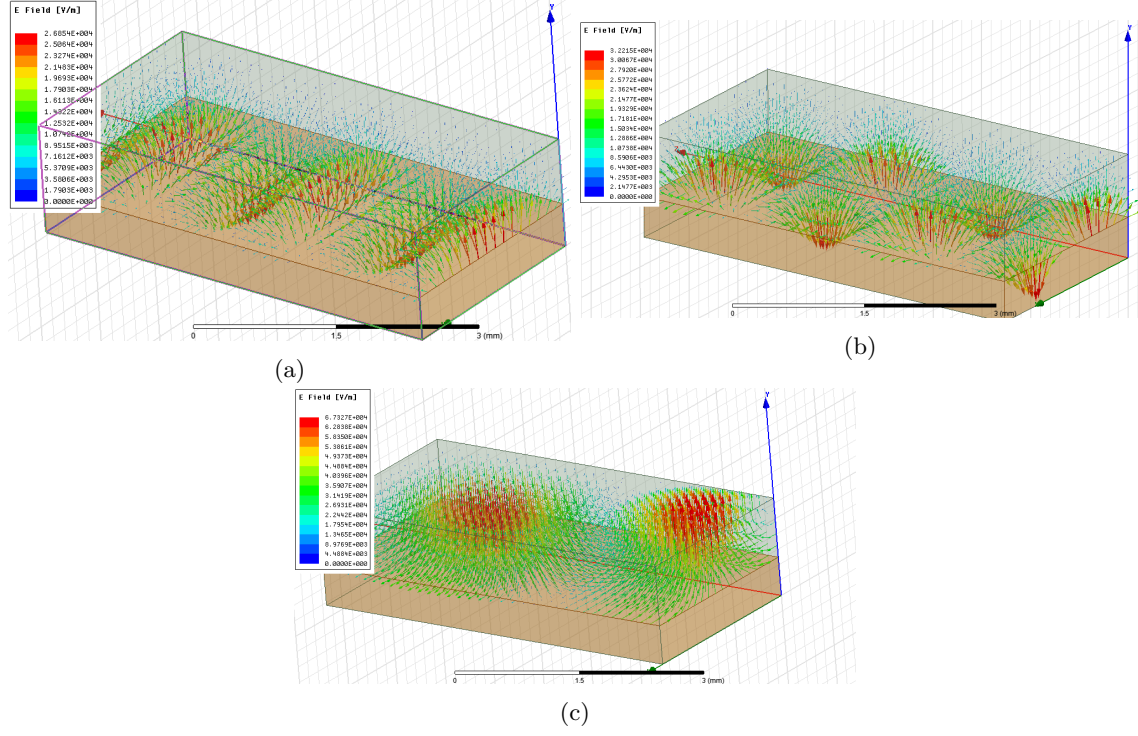 E Field [V/m]
2.6854E+004
2.5064E+004
2.3274E+004
2.1483E+004
1.9693E+004
1.7903E+004
1.6113E+004
1.4322E+004
1.2532E+004
1.0742E+004
8.9515E+003
7.1612E+003
5.3709E+003
3.5806E+003
1.7903E+003
0.0000E+000
Y
0
1.5
3 (mm)
(a)
E Field [V/m]
3.2215E+004
3.0067E+004
2.7920E+004
2.5772E+004
2.3624E+004
2.1477E+004
1.9329E+004
1.7181E+004
1.5034E+004
1.2886E+004
1.0738E+004
8.5906E+003
6.4430E+003
4.2953E+003
2.1477E+003
0.0000E+000
Y
0
1.5
3 (mm)
(b)
E Field [V/m]
6.7327E+004
6.2838E+004
5.8350E+004
5.3861E+004
4.9373E+004
4.4884E+004
4.0396E+004
3.5907E+004
3.1419E+004
2.6931E+004
2.2442E+004
1.7954E+004
1.3465E+004
8.9769E+003
4.4884E+003
0.0000E+000
Y
0
1.5
3 (mm)
(c)